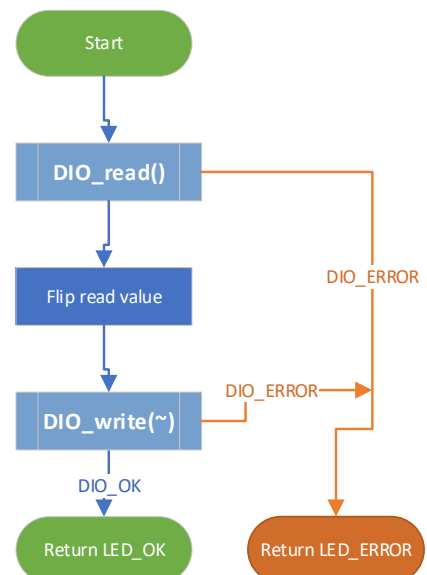 Start
DIO_read()
DIO_ERROR
Flip read value
DIO_ERROR
DIO_write(~)
DIO_OK
Return LED_OK
Return LED_ERROR